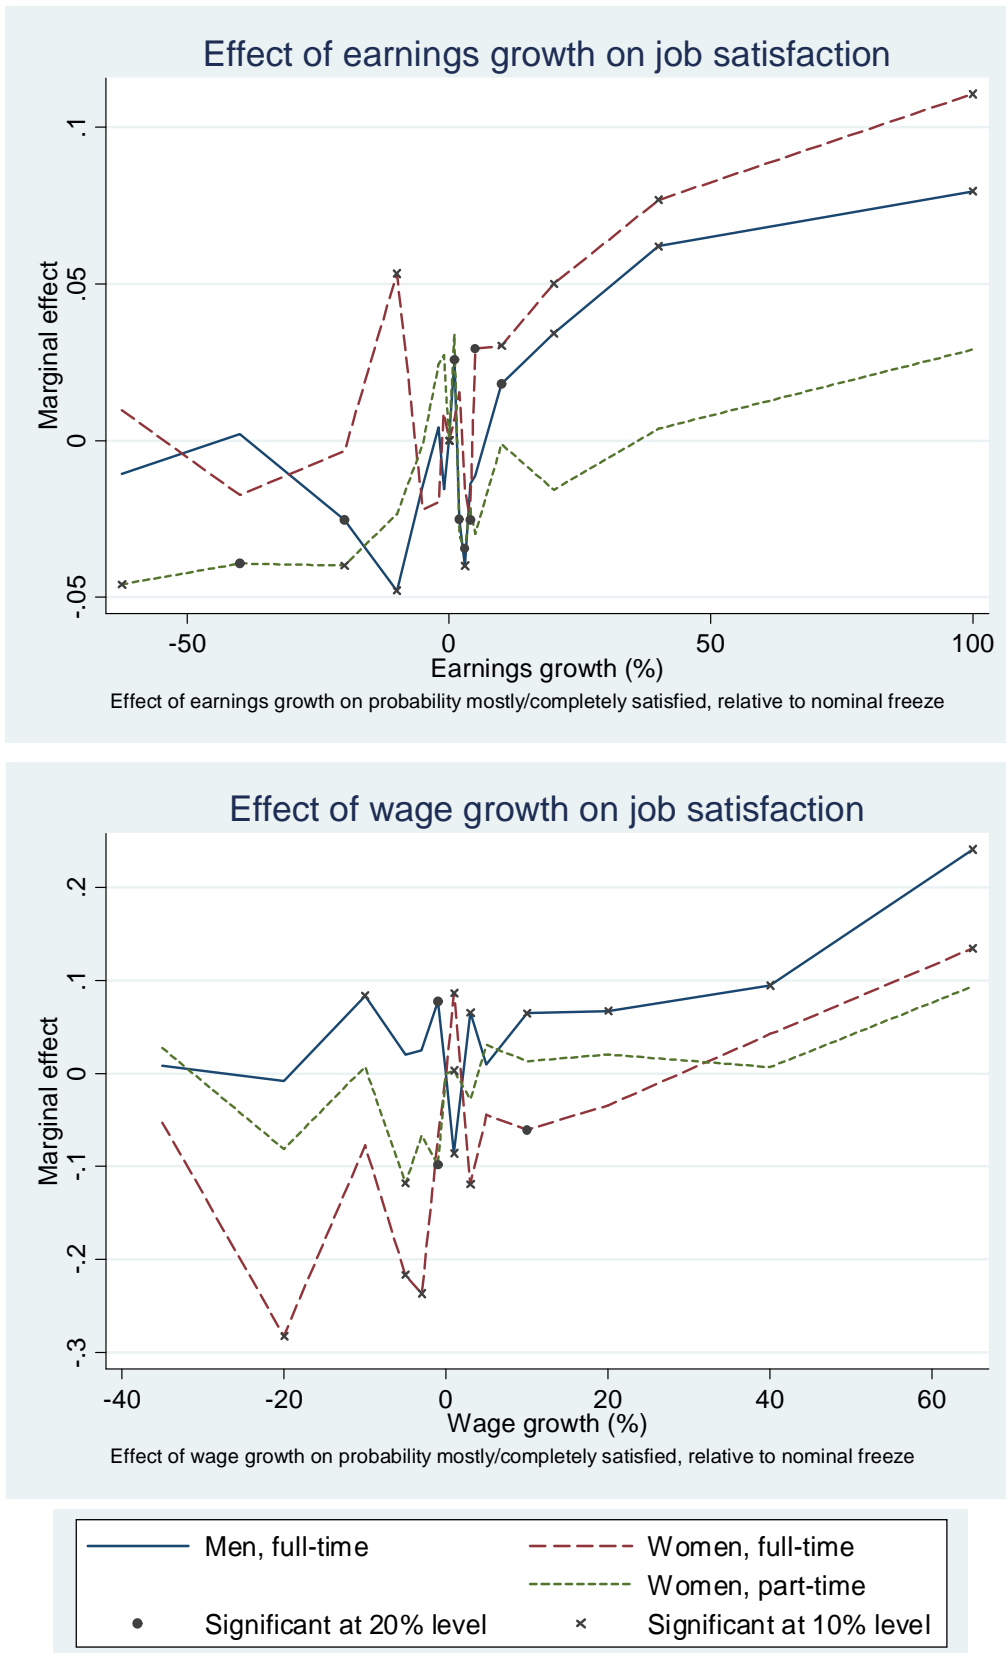 Effect of earnings growth on job satisfaction
Marginal effect
.1
.05
0
-.05
-50
0
50
100
Earnings growth (%)
Effect of earnings growth on probability mostly/completely satisfied, relative to nominal freeze
Effect of wage growth on job satisfaction
Marginal effect
.2
.1
0
-.1
-.2
-.3
-40
-20
0
20
40
60
Wage growth (%)
Effect of wage growth on probability mostly/completely satisfied, relative to nominal freeze
Men, full-time
Women, full-time
Women, part-time
Significant at 20% level
Significant at 10% level